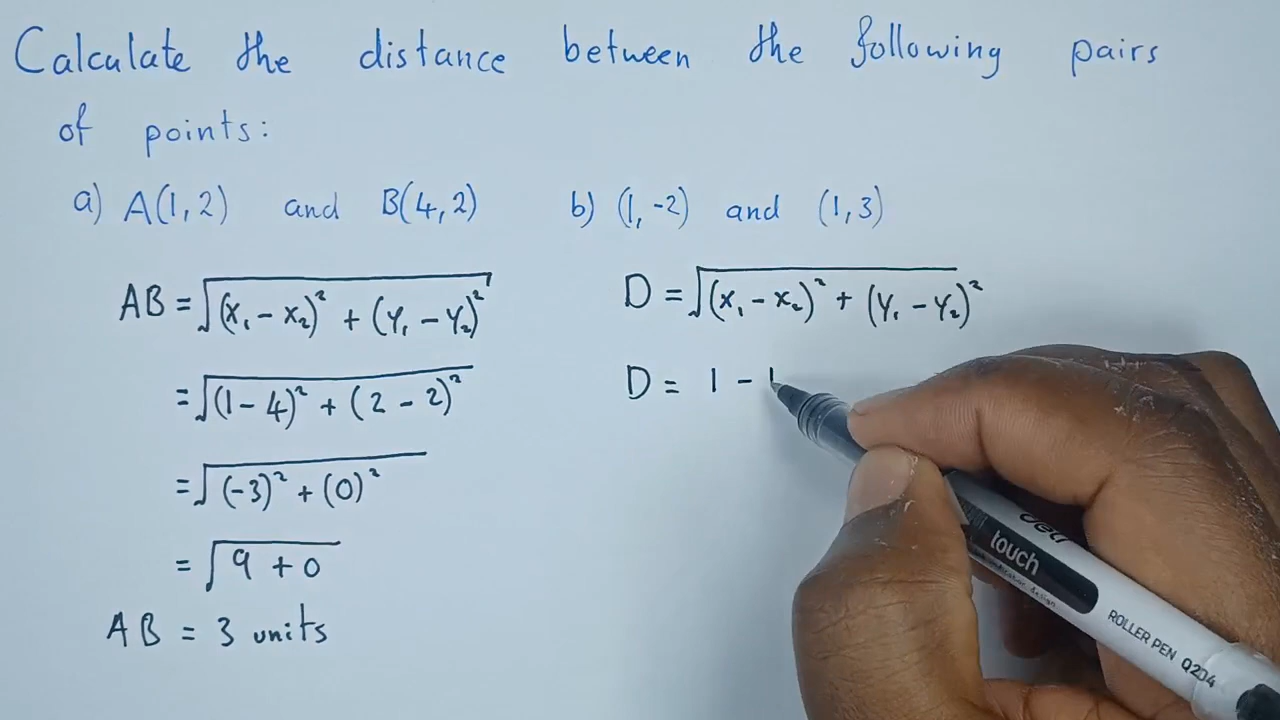 Calculate the distance between the following pairs
of points:
a) A(1,2) and B(4,2)
b) (1,-2) and (1,3)
AB = √(x₁ - x₂)² + (y₁ - y₂)²
= √(1 - 4)² + (2 - 2)²
= √(-3)² + (0)²
= √9 + 0
AB = 3 units
D = √(x₁ - x₂)² + (y₁ - y₂)²
D = 1 - 1
deli
touch
ROLLER PEN Q2D4